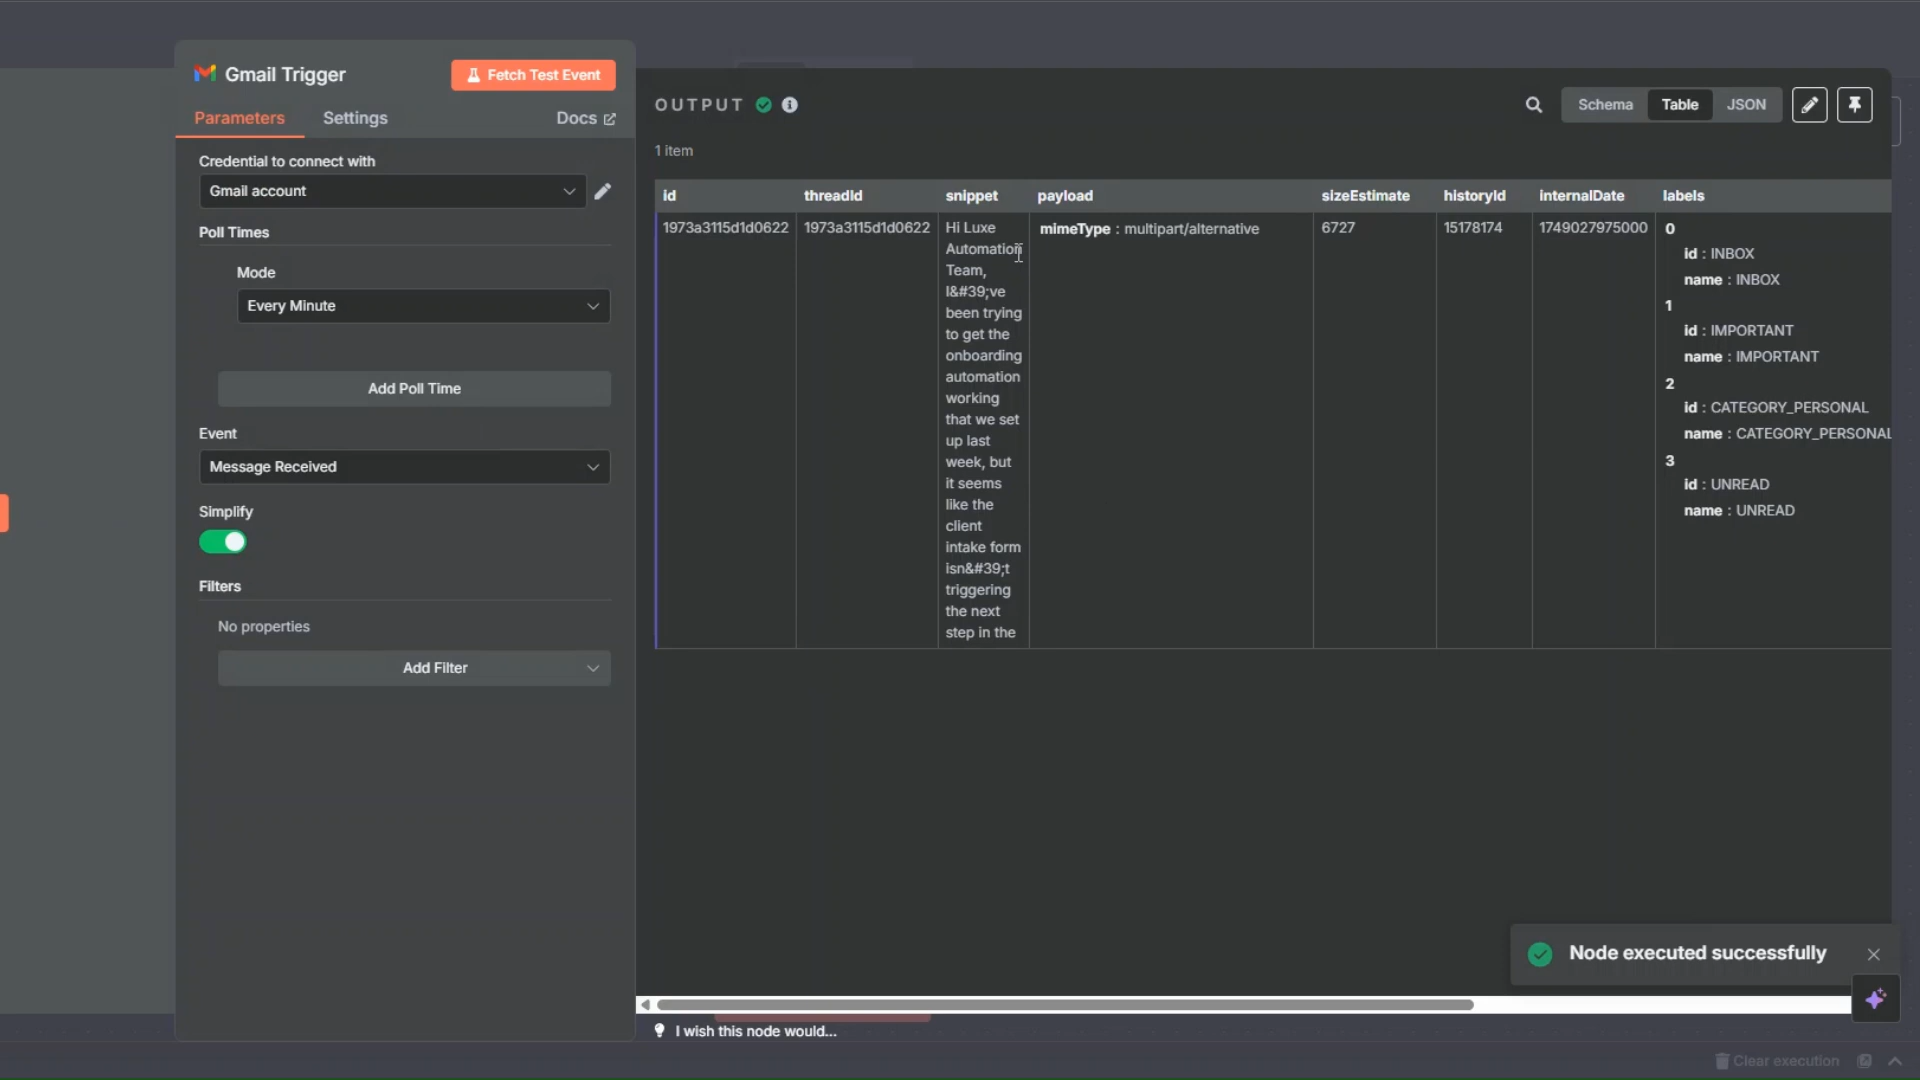 Gmail Trigger
Fetch Test Event
Parameters
Settings
Docs
Credential to connect with
Gmail account
Poll Times
Mode
Every Minute
Add Poll Time
Event
Message Received
Simplify
Filters
No properties
Add Filter
OUTPUT
Schema
Table
JSON
1 item
id threadId snippet payload sizeEstimate historyId internalDate labels
1973a3115d1d0622 1973a3115d1d0622
Hi Luxe
Automation
Team,
I&#39;ve
been trying
to get the
onboarding
automation
working
that we set
up last
week, but
it seems
like the
client
intake form
isn&#39;t
triggering
the next
step in the
mimeType : multipart/alternative
6727
15178174
1749027975000
0
id : INBOX
name : INBOX
1
id : IMPORTANT
name : IMPORTANT
2
id : CATEGORY_PERSONAL
name : CATEGORY_PERSONAL
3
id : UNREAD
name : UNREAD
Node executed successfully
I wish this node would...
Clear execution